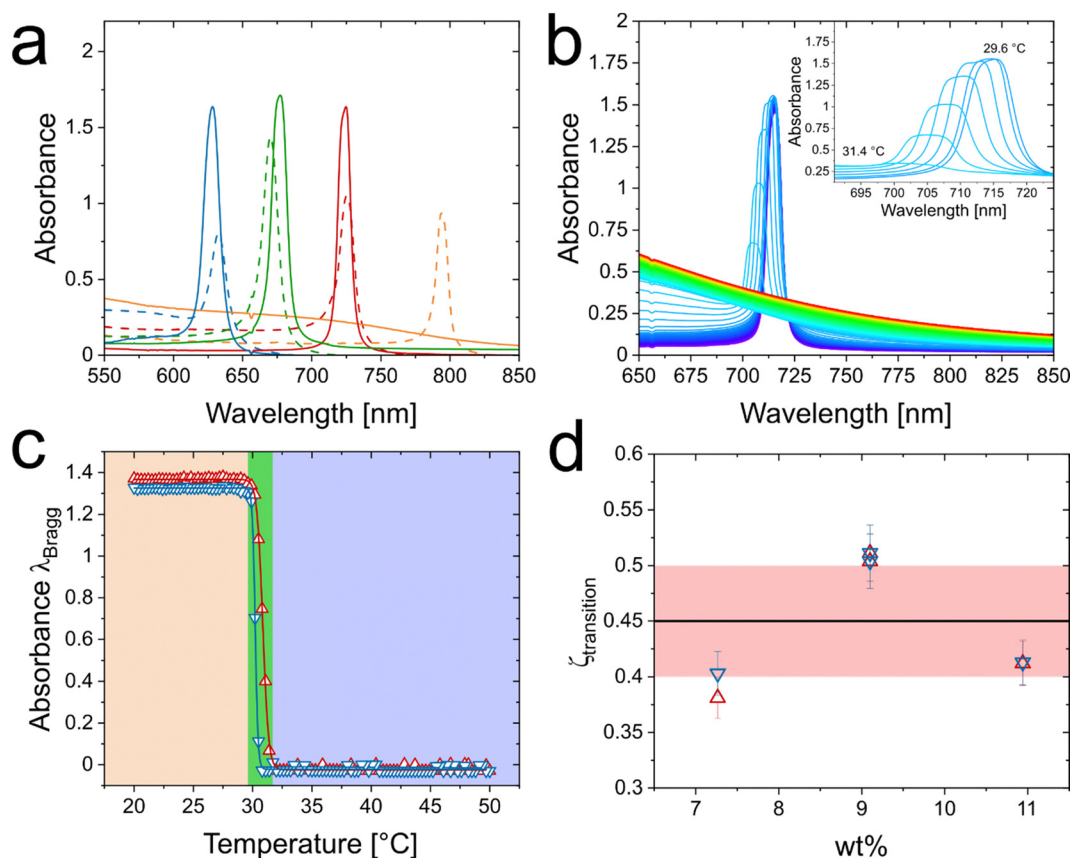 a
2
1.5
1
0.5
0
Absorbance
550 600 650 700 750 800 850
Wavelength [nm]
b
2
1.75
1.5
1.25
1
0.75
0.5
0.25
0
Absorbance
650 675 700 725 750 775 800 825 850
Wavelength [nm]
1.75
1.5
1.25
1
0.75
0.5
0.25
Absorbance
29.6 °C
31.4 °C
695 700 705 710 715 720
Wavelength [nm]
c
1.4
1.2
1
0.8
0.6
0.4
0.2
0
Absorbance λBragg
20 25 30 35 40 45 50
Temperature [°C]
d
0.6
0.55
0.5
0.45
0.4
0.35
0.3
ζtransition
7 8 9 10 11
wt%